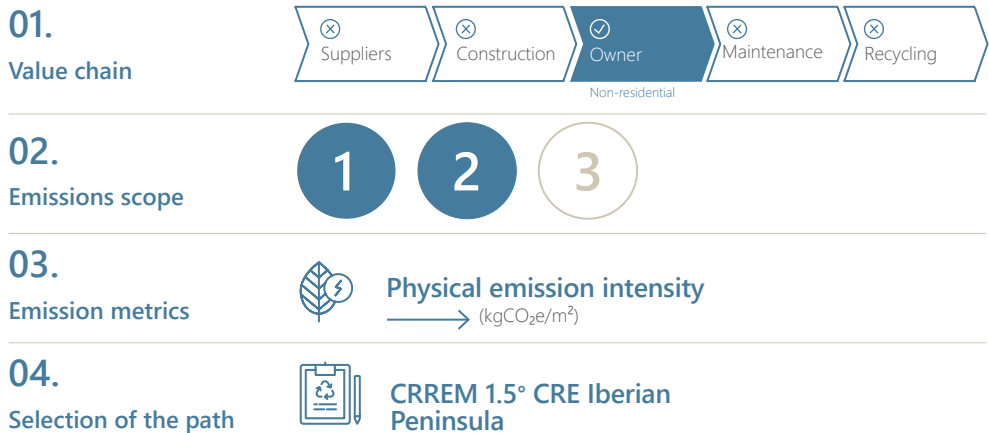 01.
Value chain
Suppliers
Construction
Owner
Maintenance
Recycling
Non-residential
02.
Emissions scope
1
2
3
03.
Emission metrics
Physical emission intensity
(kgCO₂e/m²)
04.
Selection of the path
CRREM 1.5° CRE Iberian
Peninsula